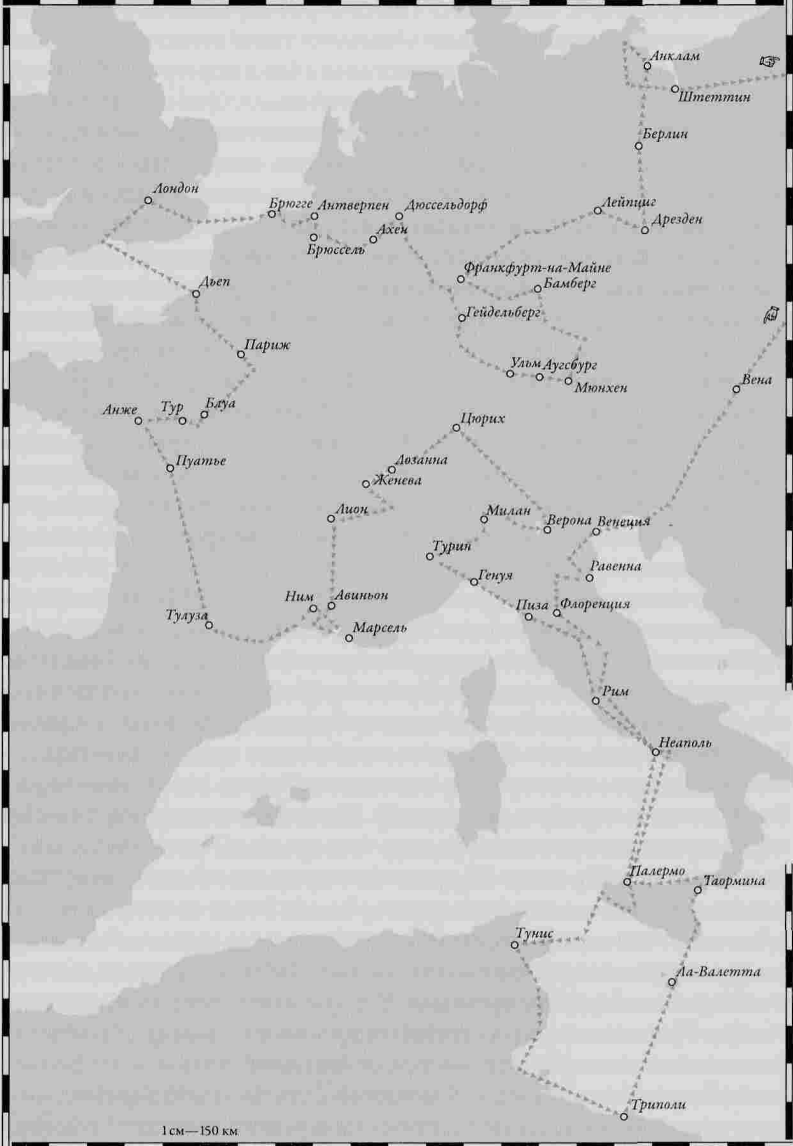 Анклам
Штеттин
Берлин
Лондон
Брюгге
Антверпен
Дюссельдорф
Лейпциг
Дрезден
Ахен
Брюссель
Франкфурт-на-Майне
Бамберг
Дьеп
Гейдельберг
Париж
Ульм
Аугсбург
Мюнхен
Вена
Анже
Тур
Блуа
Цюрих
Пуатье
Лозанна
Женева
Лион
Милан
Верона
Венеция
Турин
Генуя
Равенна
Ним
Авиньон
Пиза
Флоренция
Тулуза
Марсель
Рим
Неаполь
Палермо
Таормина
Тунис
Ла-Валетта
Триполи
1 см—150 км